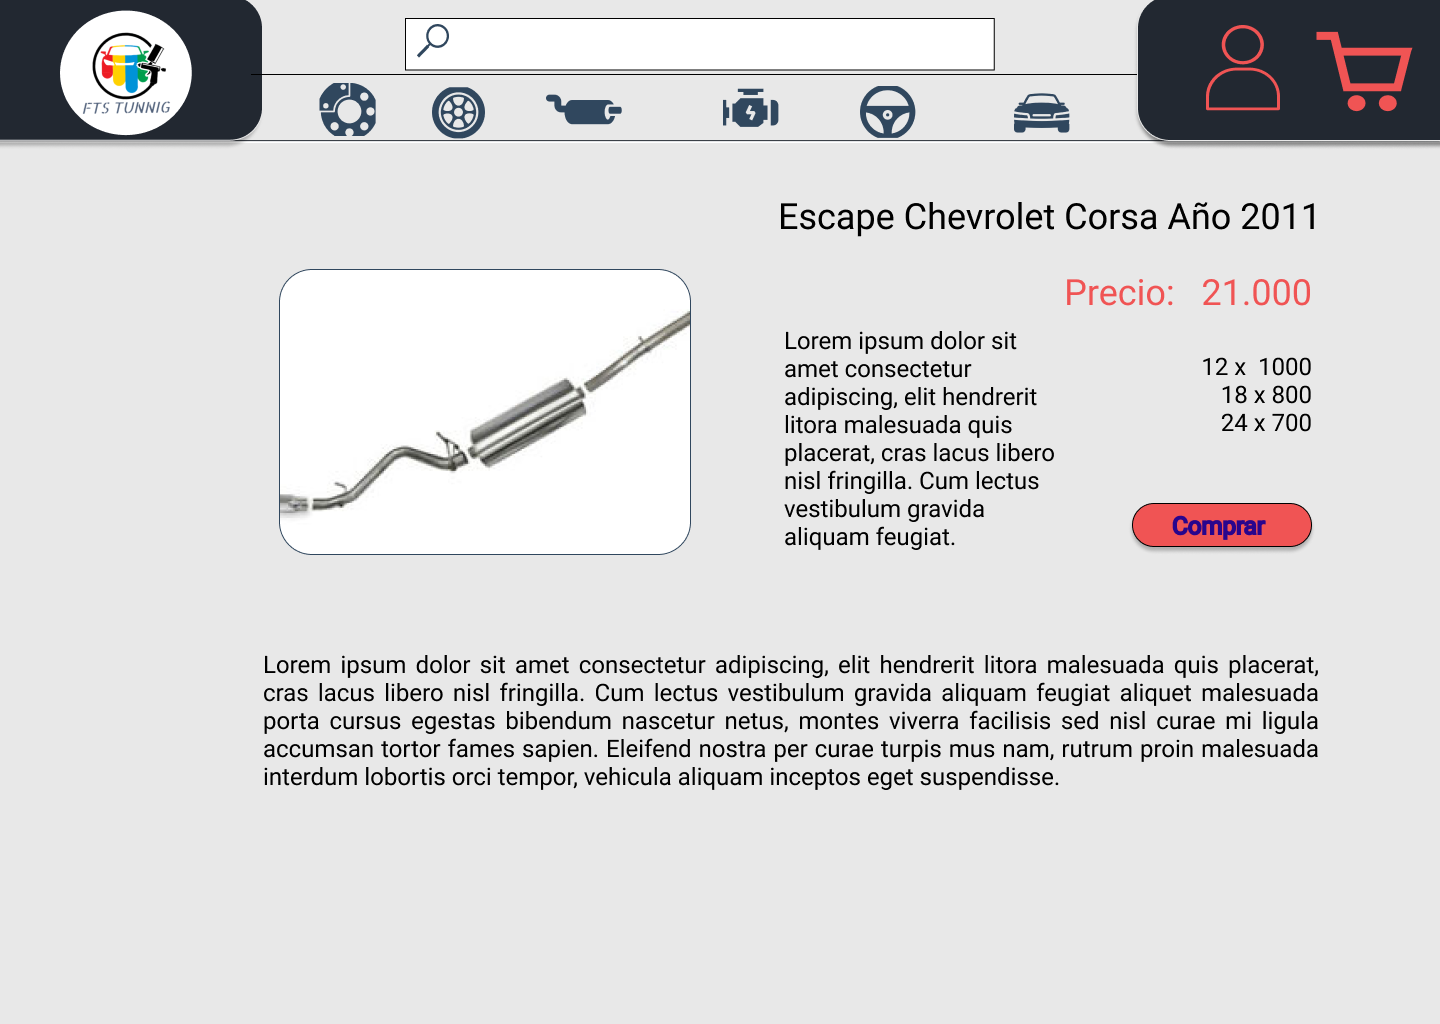 FTS TUNNIG
Escape Chevrolet Corsa Año 2011
Precio: 21.000
Lorem ipsum dolor sit
amet consectetur
adipiscing, elit hendrerit
litora malesuada quis
placerat, cras lacus libero
nisl fringilla. Cum lectus
vestibulum gravida
aliquam feugiat.
12 x 1000
18 x 800
24 x 700
Comprar
Lorem ipsum dolor sit amet consectetur adipiscing, elit hendrerit litora malesuada quis placerat,
cras lacus libero nisl fringilla. Cum lectus vestibulum gravida aliquam feugiat aliquet malesuada
porta cursus egestas bibendum nascetur netus, montes viverra facilisis sed nisl curae mi ligula
accumsan tortor fames sapien. Eleifend nostra per curae turpis mus nam, rutrum proin malesuada
interdum lobortis orci tempor, vehicula aliquam inceptos eget suspendisse.